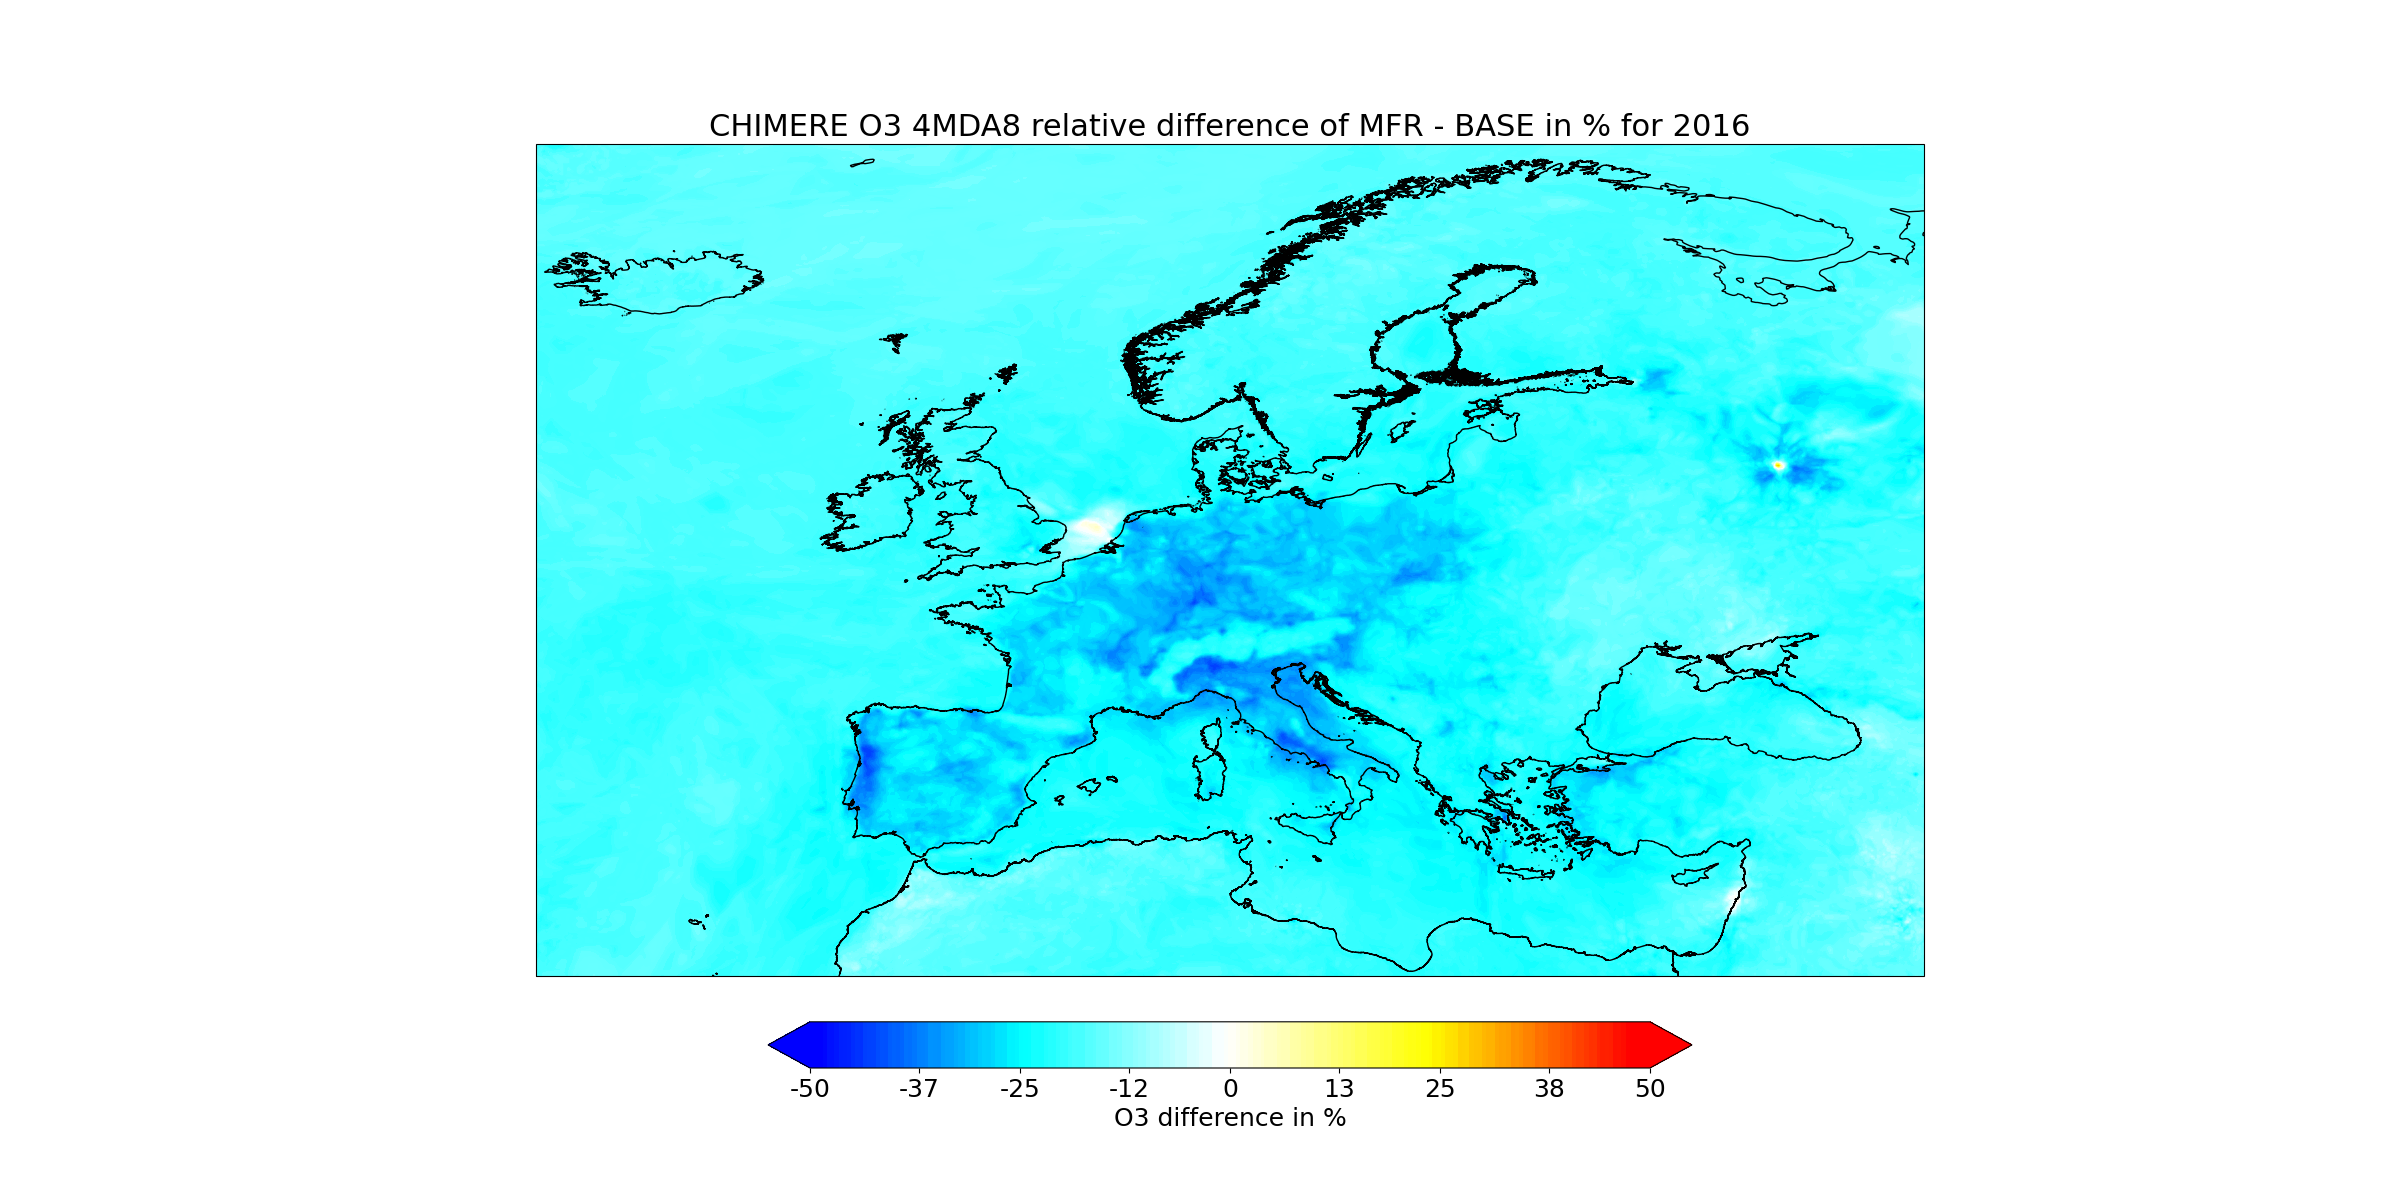 CHIMERE O3 4MDA8 relative difference of MFR - BASE in % for 2016
-50 -37 -25 -12 0 13 25 38 50
O3 difference in %